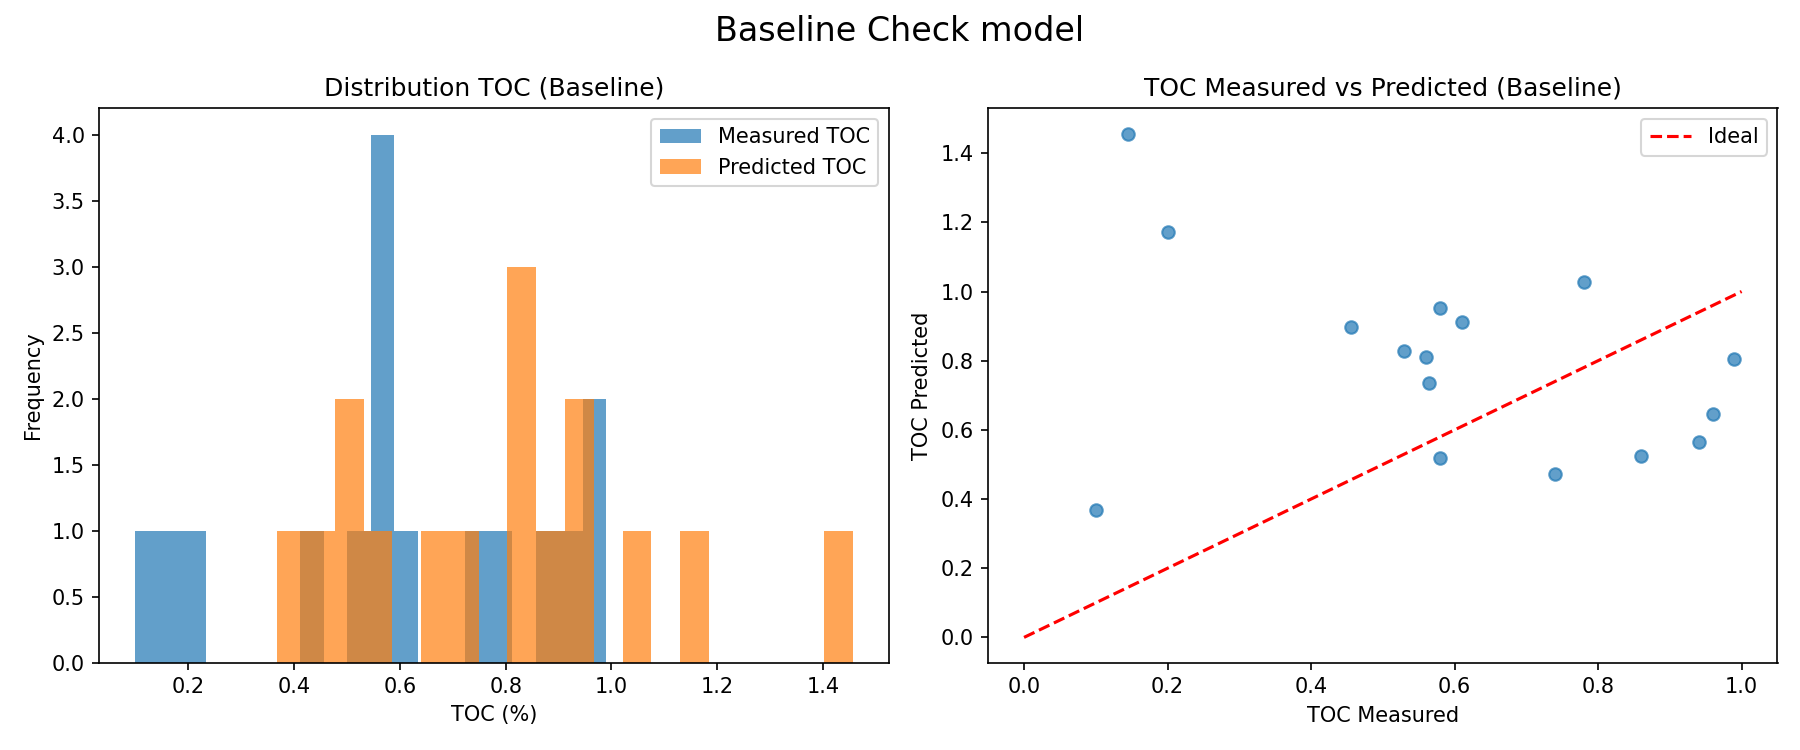 Baseline Check model
Distribution TOC (Baseline)
Measured TOC
Predicted TOC
Frequency
4.0
3.5
3.0
2.5
2.0
1.5
1.0
0.5
0.0
0.2 0.4 0.6 0.8 1.0 1.2 1.4
TOC (%)
TOC Measured vs Predicted (Baseline)
Ideal
TOC Predicted
1.4
1.2
1.0
0.8
0.6
0.4
0.2
0.0
0.0 0.2 0.4 0.6 0.8 1.0
TOC Measured